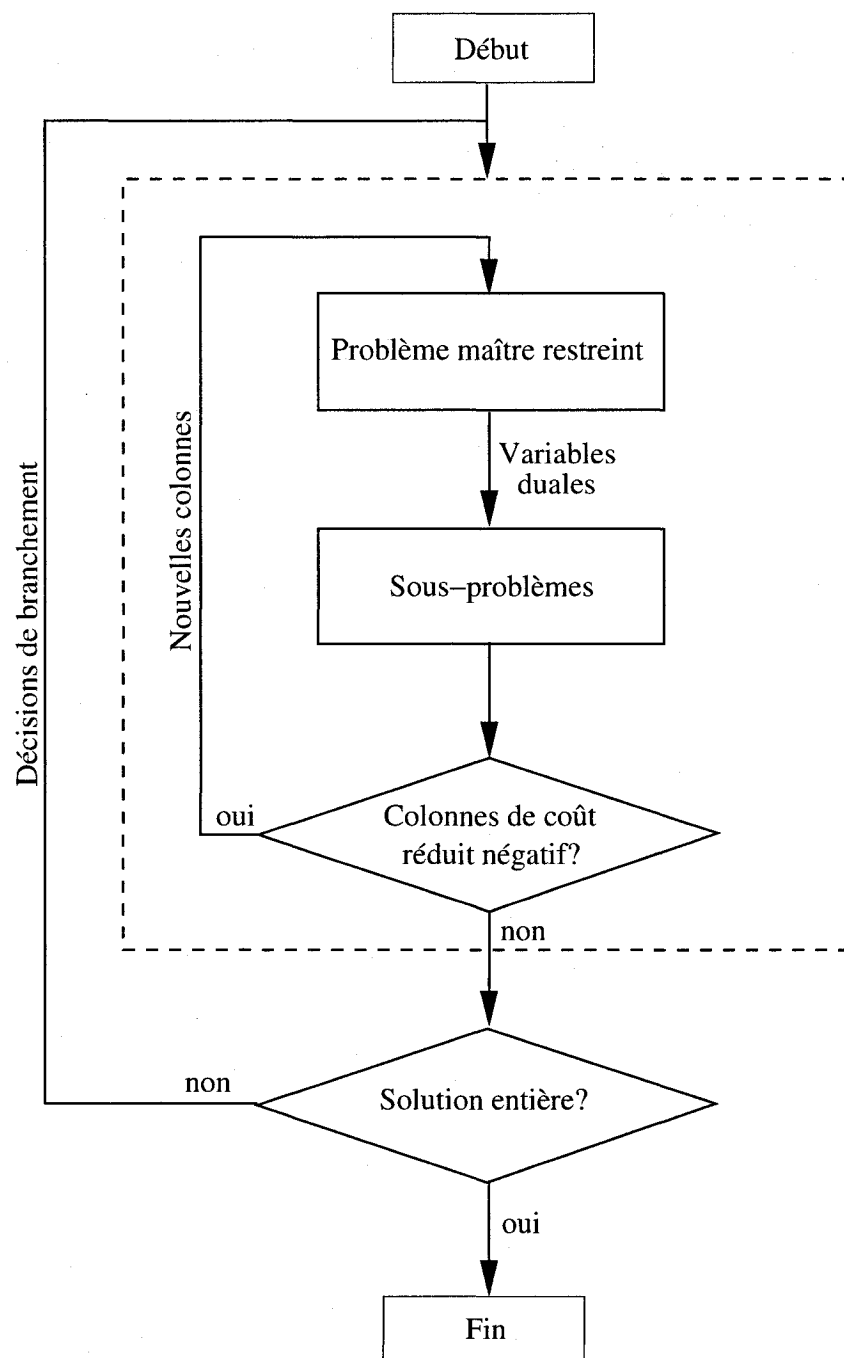 Début
Problème maître restreint
Variables
duales
Nouvelles colonnes
Sous–problèmes
Décisions de branchement
Colonnes de coût
réduit négatif?
oui
non
Solution entière?
non
oui
Fin